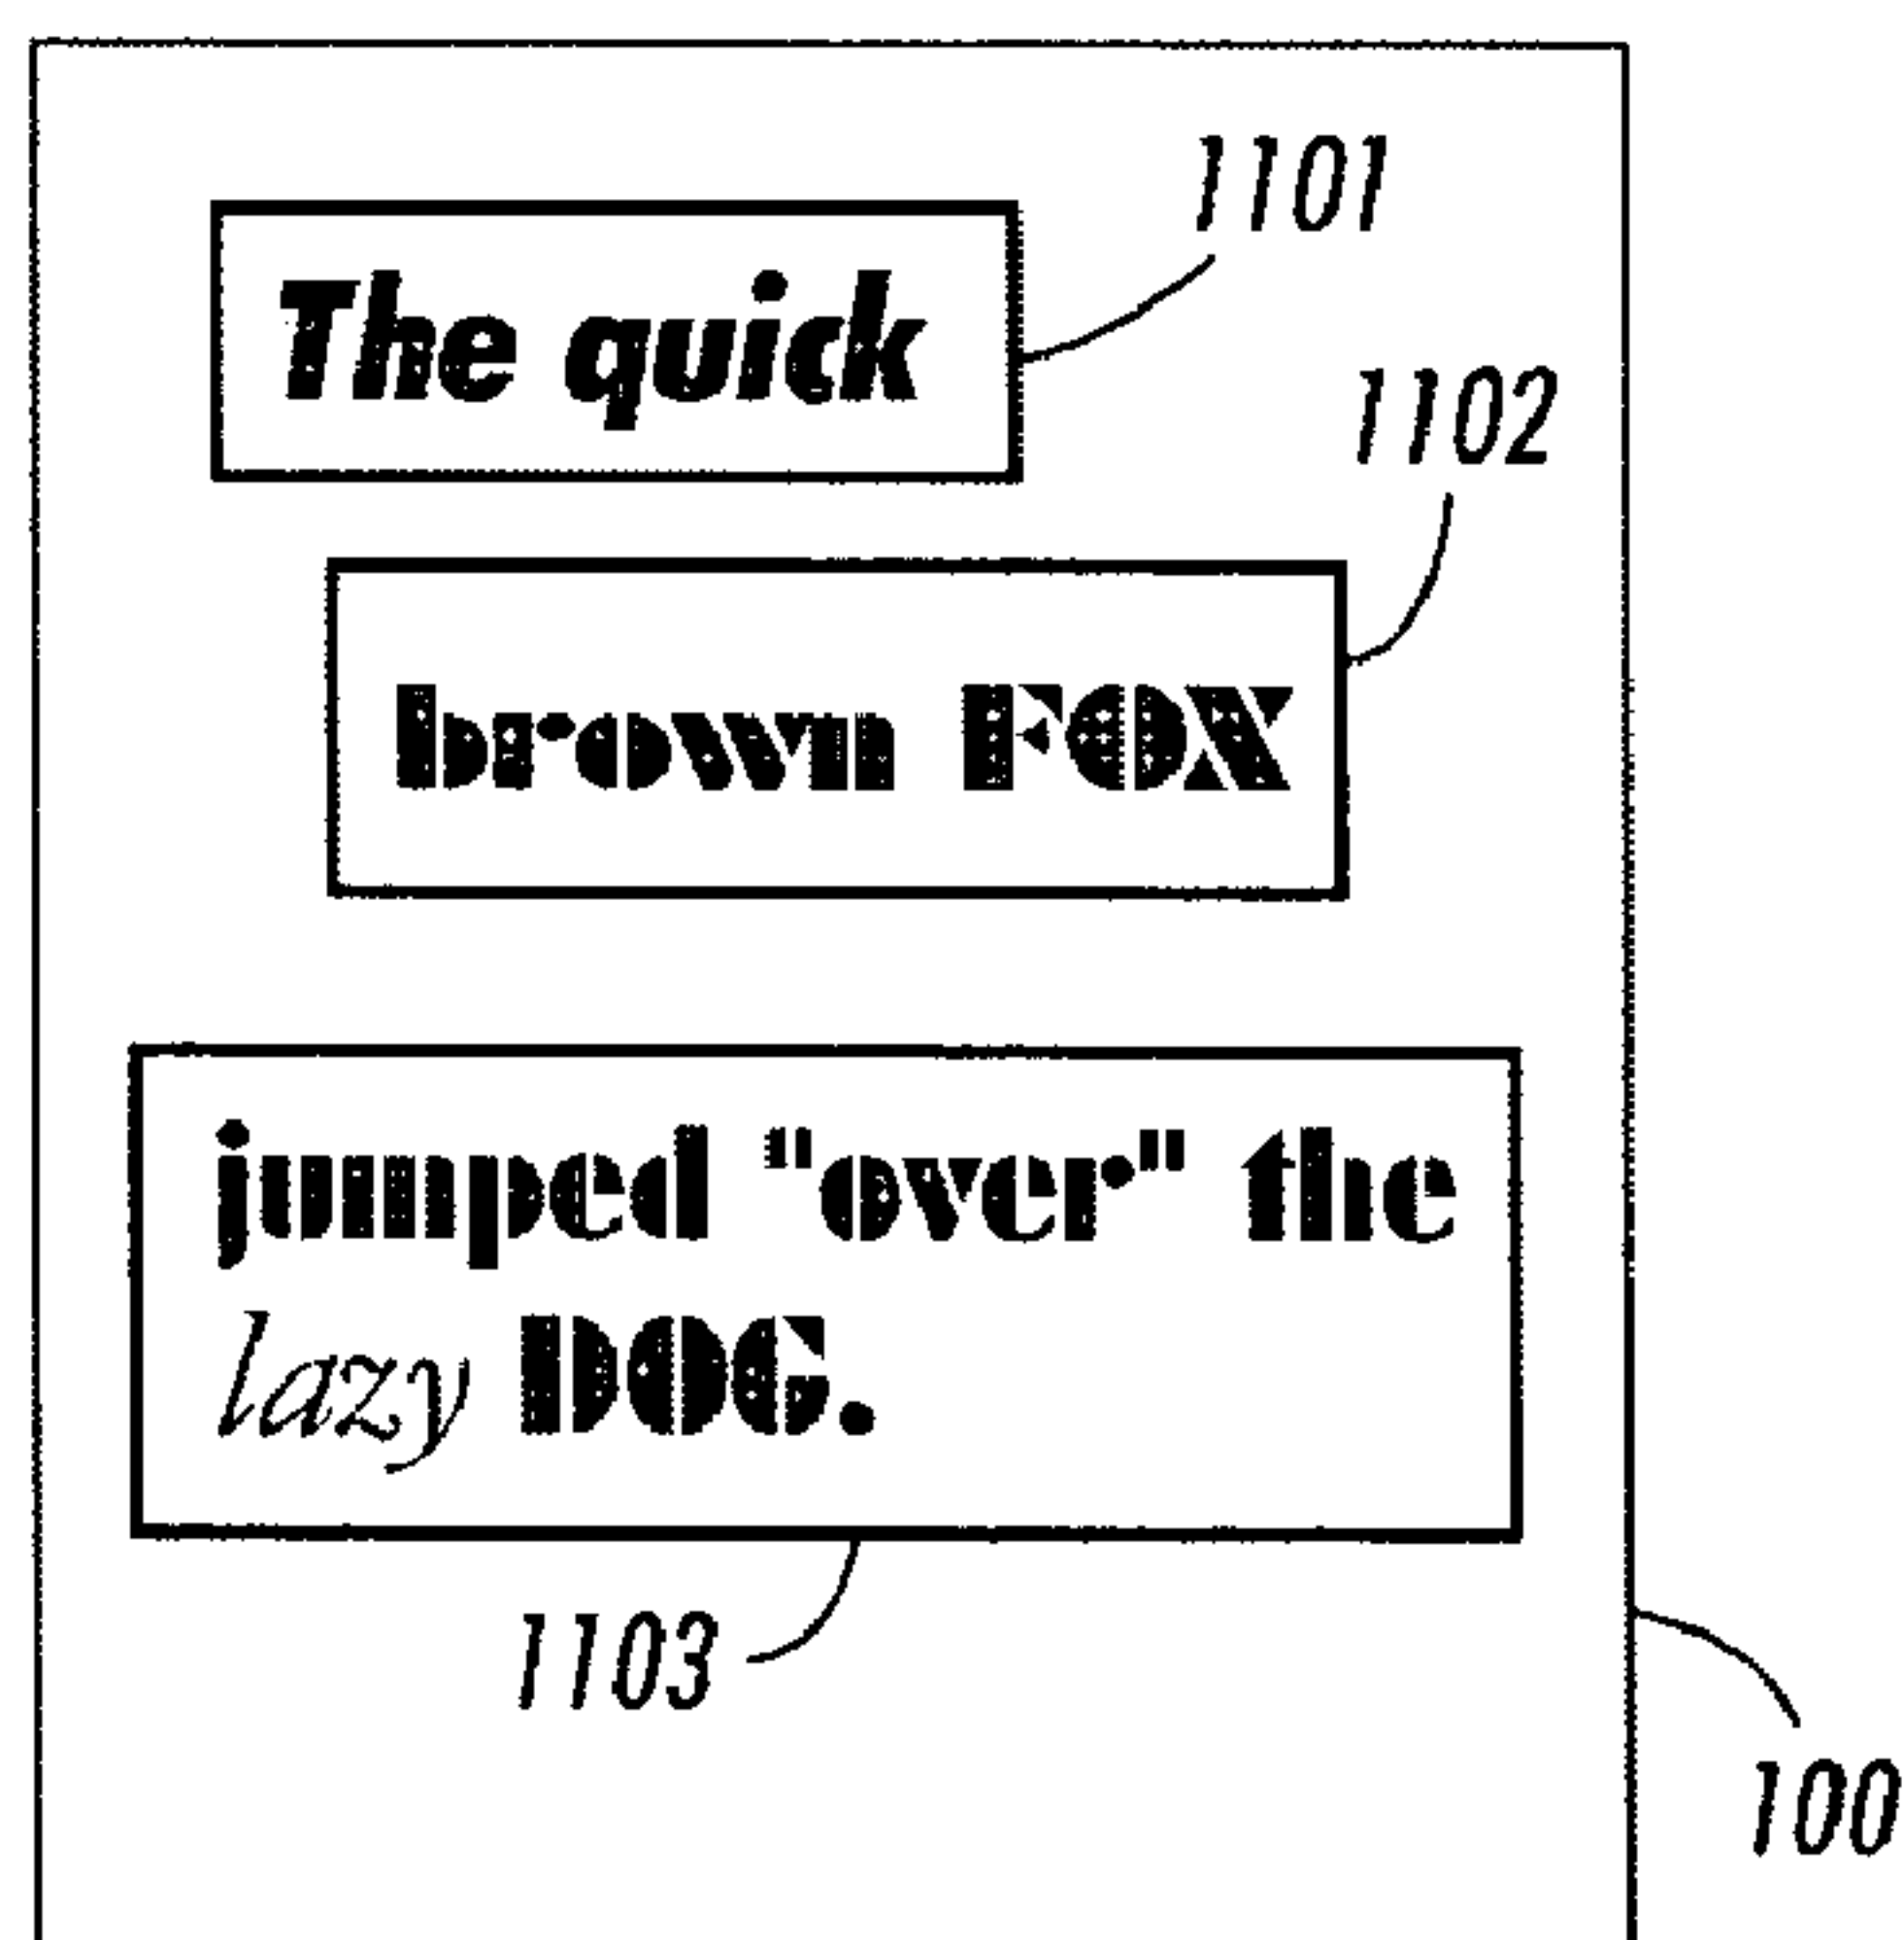 1101
The quick
1102
brown FOX
jumped "over" the
lazy DOG.
1103
100